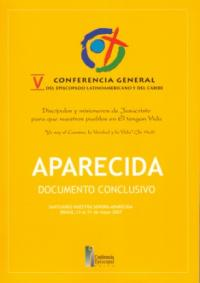 V CONFERENCIA GENERAL
DEL EPISCOPADO LATINOAMERICANO Y DEL CARIBE
Discípulos y misioneros de Jesucristo
para que nuestros pueblos en Él tengan Vida
"Yo soy el Camino, la Verdad y la Vida" (Jn 14,6)
APARECIDA
DOCUMENTO CONCLUSIVO
SANTUARIO NUESTRA SEÑORA APARECIDA
BRASIL, 13 al 31 de mayo 2007
Conferencia
Episcopal